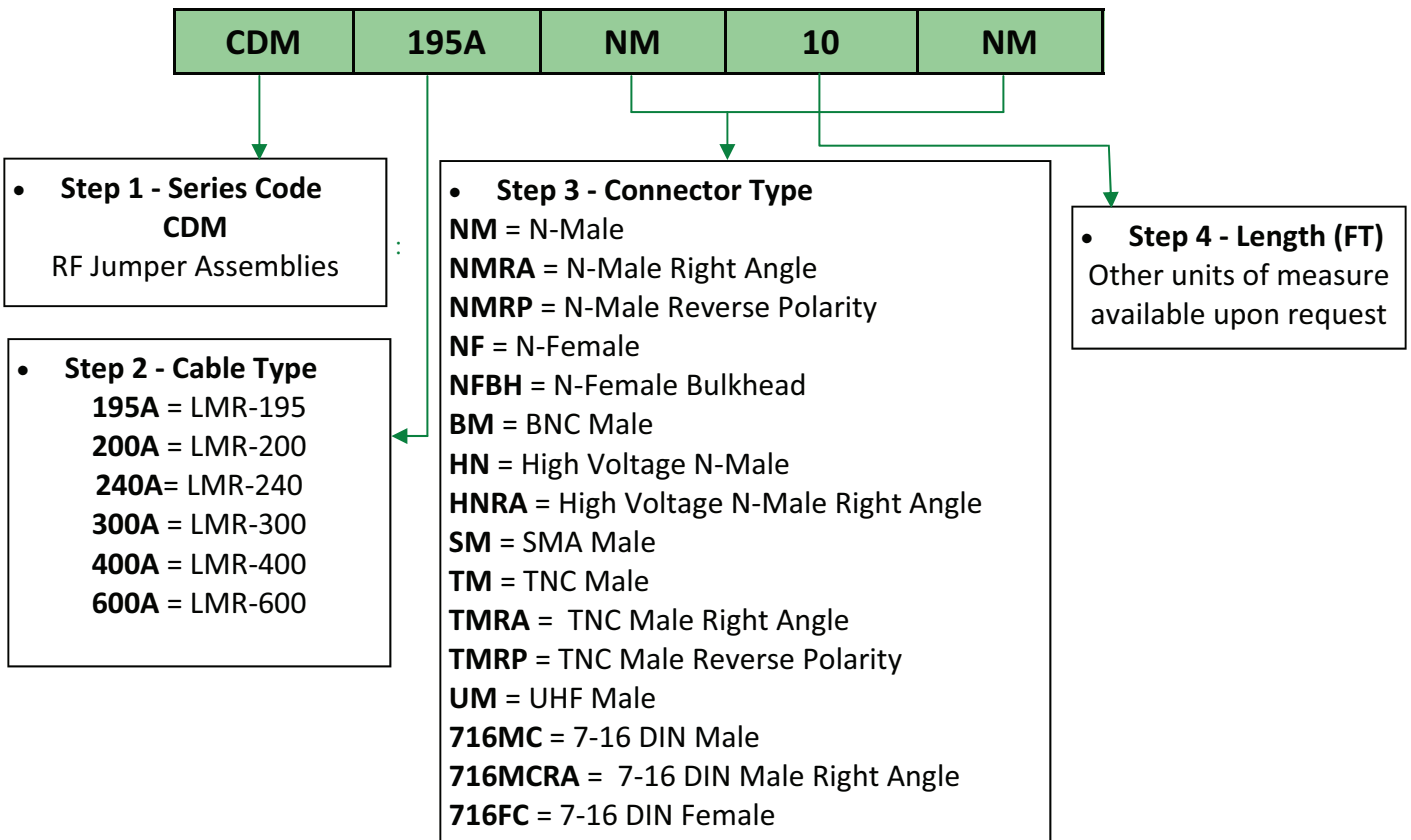 CDM 195A NM 10 NM
• Step 1 - Series Code
CDM
RF Jumper Assemblies
:
• Step 2 - Cable Type
195A = LMR-195
200A = LMR-200
240A= LMR-240
300A = LMR-300
400A = LMR-400
600A = LMR-600
• Step 3 - Connector Type
NM = N-Male
NMRA = N-Male Right Angle
NMRP = N-Male Reverse Polarity
NF = N-Female
NFBH = N-Female Bulkhead
BM = BNC Male
HN = High Voltage N-Male
HNRA = High Voltage N-Male Right Angle
SM = SMA Male
TM = TNC Male
TMRA = TNC Male Right Angle
TMRP = TNC Male Reverse Polarity
UM = UHF Male
716MC = 7-16 DIN Male
716MCRA = 7-16 DIN Male Right Angle
716FC = 7-16 DIN Female
• Step 4 - Length (FT)
Other units of measure
available upon request